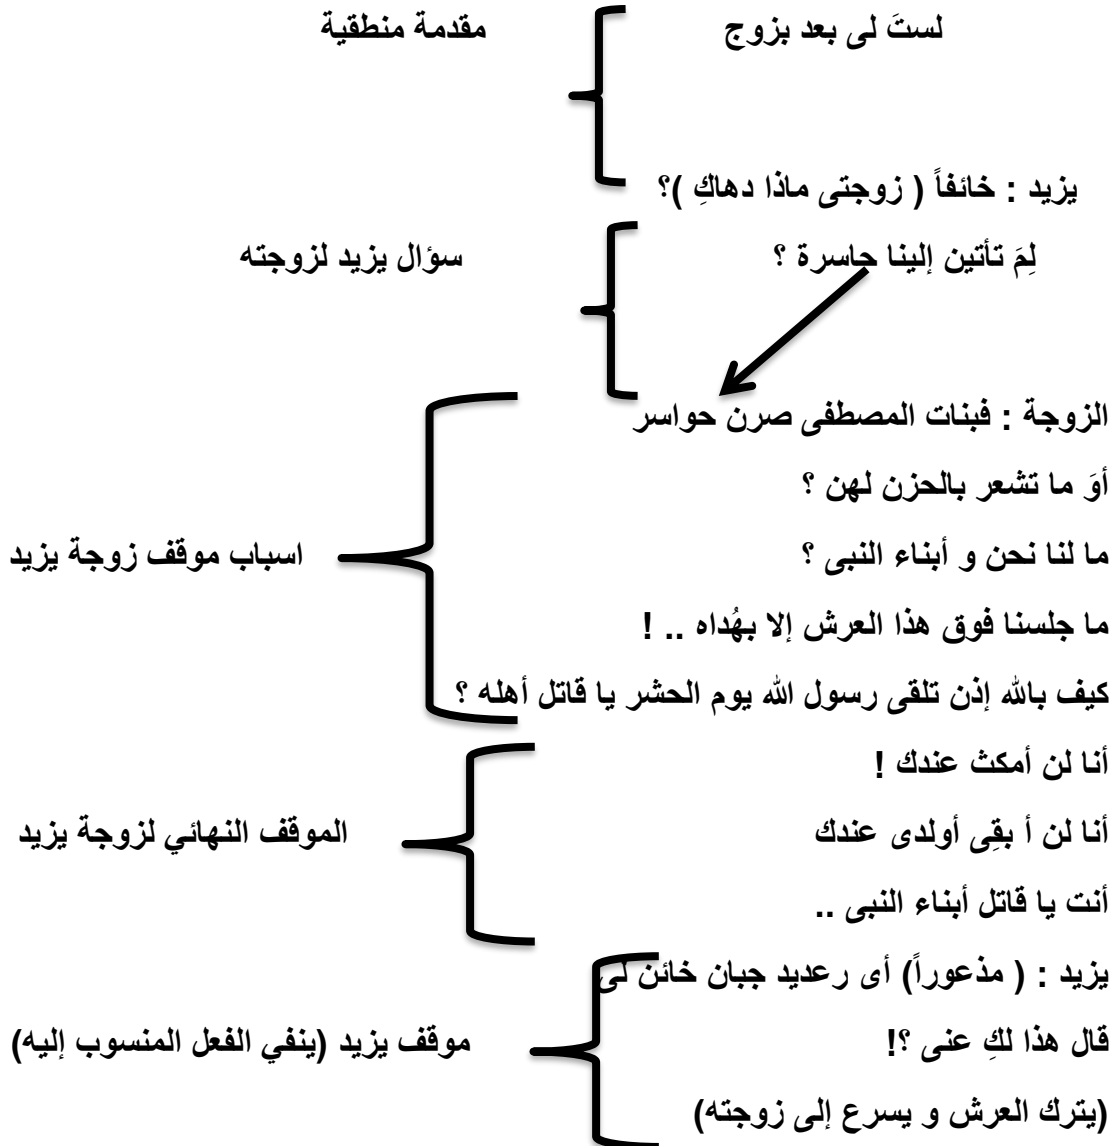 لستَ لى بعد بزوج
مقدمة منطقية
يزيد : خائفاً ( زوجتى ماذا دهاكِ )؟
لِمَ تأتين إلينا حاسرة ؟
سؤال يزيد لزوجته
الزوجة : فبنات المصطفى صرن حواسر
أوَ ما تشعر بالحزن لهن ؟
ما لنا نحن و أبناء النبى ؟
اسباب موقف زوجة يزيد
ما جلسنا فوق هذا العرش إلا بهُداه .. !
كيف بالله إذن تلقى رسول الله يوم الحشر يا قاتل أهله ؟
أنا لن أمكث عندك !
أنا لن أ بقِى أولدى عندك
الموقف النهائي لزوجة يزيد
أنت يا قاتل أبناء النبى ..
يزيد : ( مذعوراً) أى رعديد جبان خائن لى
قال هذا لكِ عنى ؟!
موقف يزيد (ينفي الفعل المنسوب إليه)
(يترك العرش و يسرع إلى زوجته)